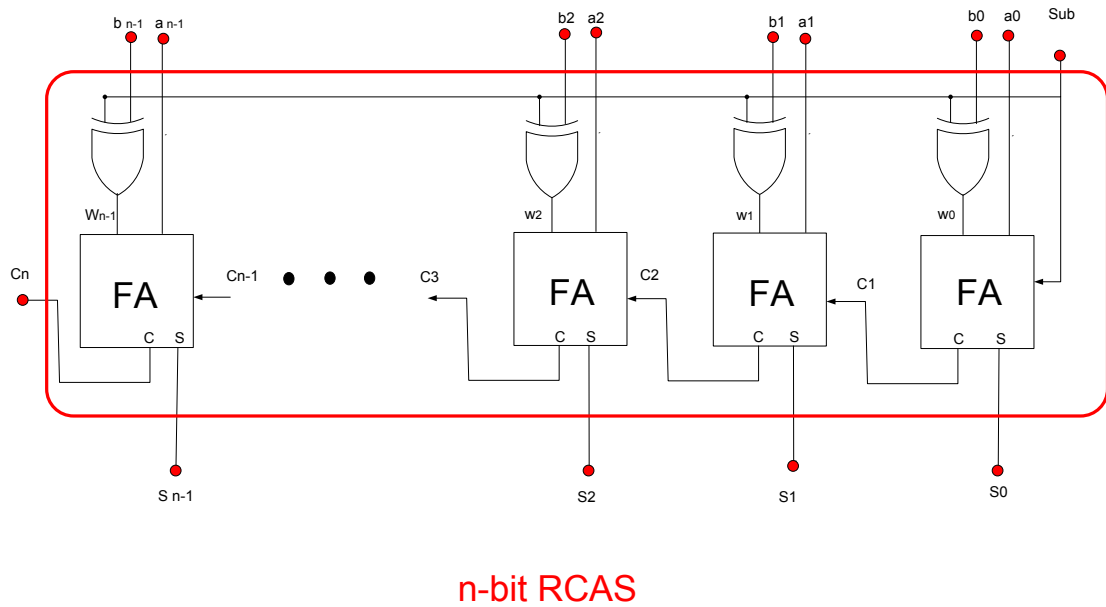 b n-1 a n-1 b2 a2 b1 a1 b0 a0 Sub
Wn-1 w2 w1 w0
Cn FA Cn-1 C3 FA C2 FA C1 FA
C S C S C S C S
S n-1 S2 S1 S0
n-bit RCAS